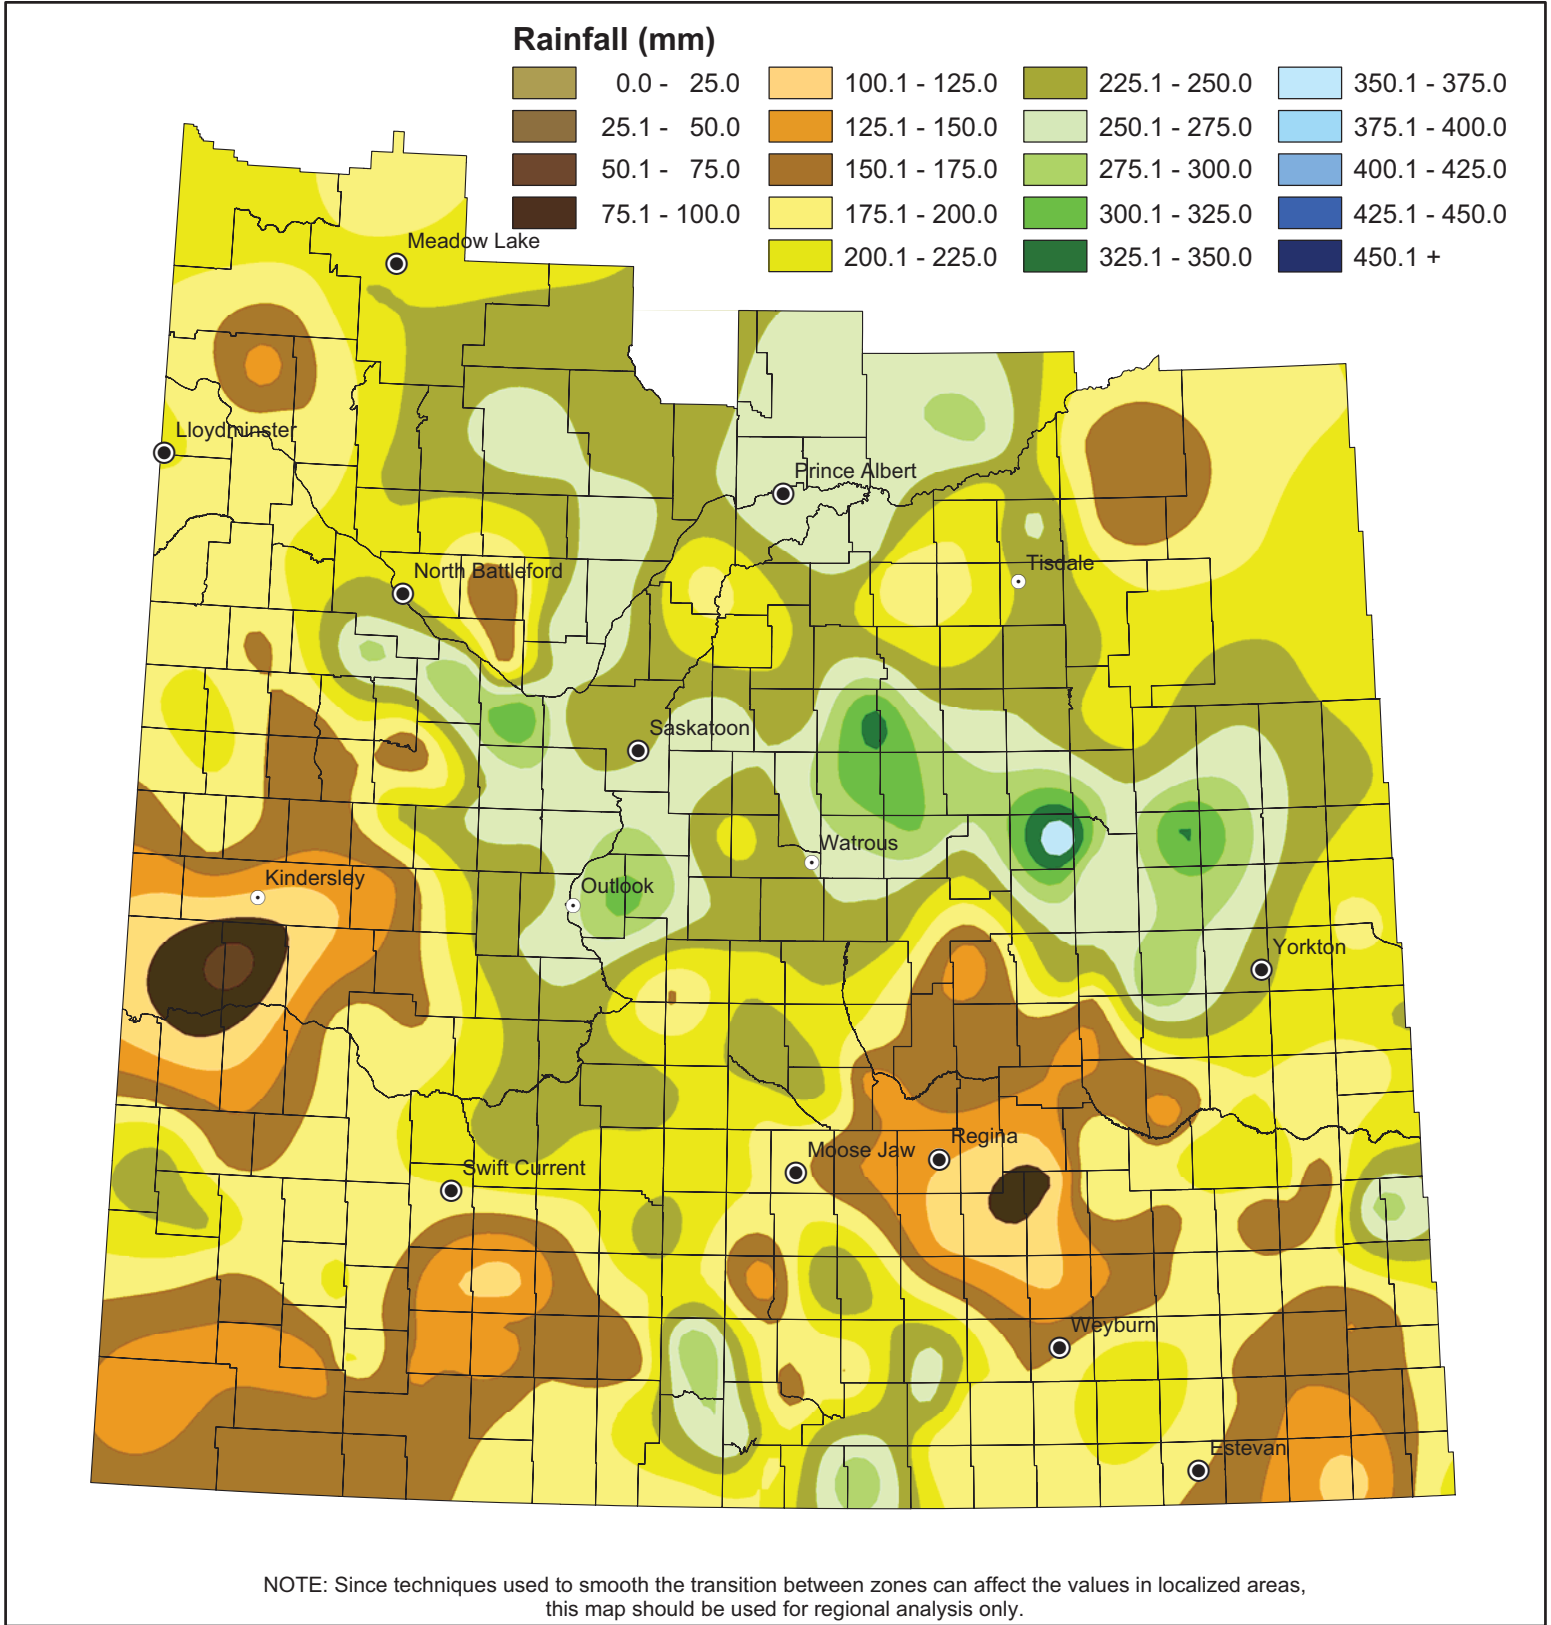 Rainfall (mm)
0.0 - 25.0
25.1 - 50.0
50.1 - 75.0
75.1 - 100.0
100.1 - 125.0
125.1 - 150.0
150.1 - 175.0
175.1 - 200.0
200.1 - 225.0
225.1 - 250.0
250.1 - 275.0
275.1 - 300.0
300.1 - 325.0
325.1 - 350.0
350.1 - 375.0
375.1 - 400.0
400.1 - 425.0
425.1 - 450.0
450.1 +
Meadow Lake
Lloydminster
Prince Albert
North Battleford
Tisdale
Saskatoon
Watrous
Kindersley
Outlook
Yorkton
Regina
Moose Jaw
Swift Current
Weyburn
Estevan
NOTE: Since techniques used to smooth the transition between zones can affect the values in localized areas,
this map should be used for regional analysis only.